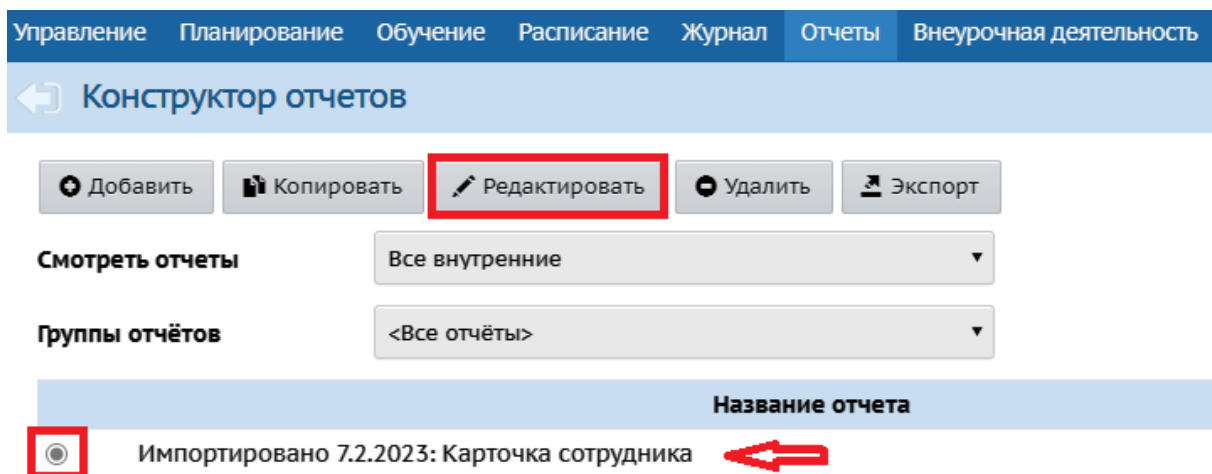 Управление Планирование Обучение Расписание Журнал Отчеты Внеурочная деятельность
Конструктор отчетов
Добавить Копировать Редактировать Удалить Экспорт
Смотреть отчеты Все внутренние
Группы отчётов <Все отчёты>
Название отчета
Импортировано 7.2.2023: Карточка сотрудника